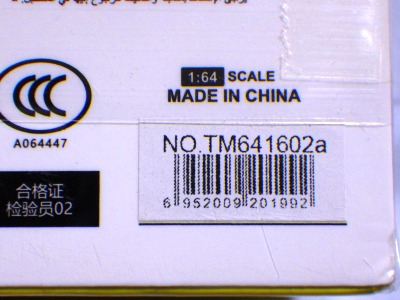 1:64 SCALE
MADE IN CHINA
CCC
A064447
NO.TM641602a
6 952009 201992
合格证
检验员02